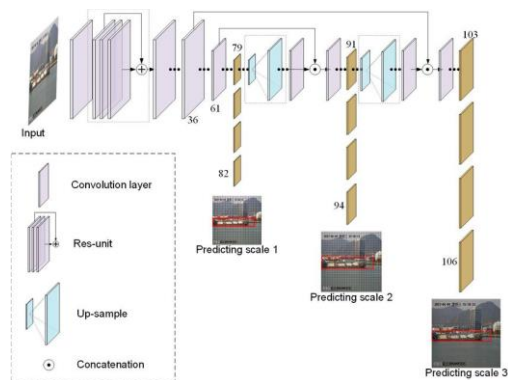 103
79
91
61
36
Input
82
94
Convolution layer
Predicting scale 1
Res-unit
106
Predicting scale 2
Up-sample
Concatenation
Predicting scale 3